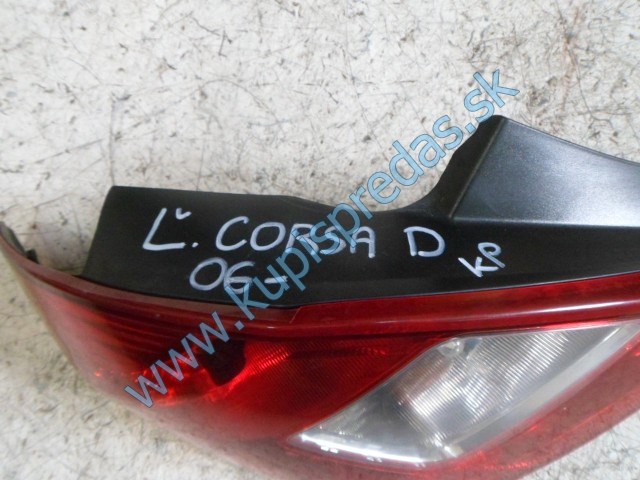 Ľ. CORSA D
06-
KP
www.kupispredas.sk